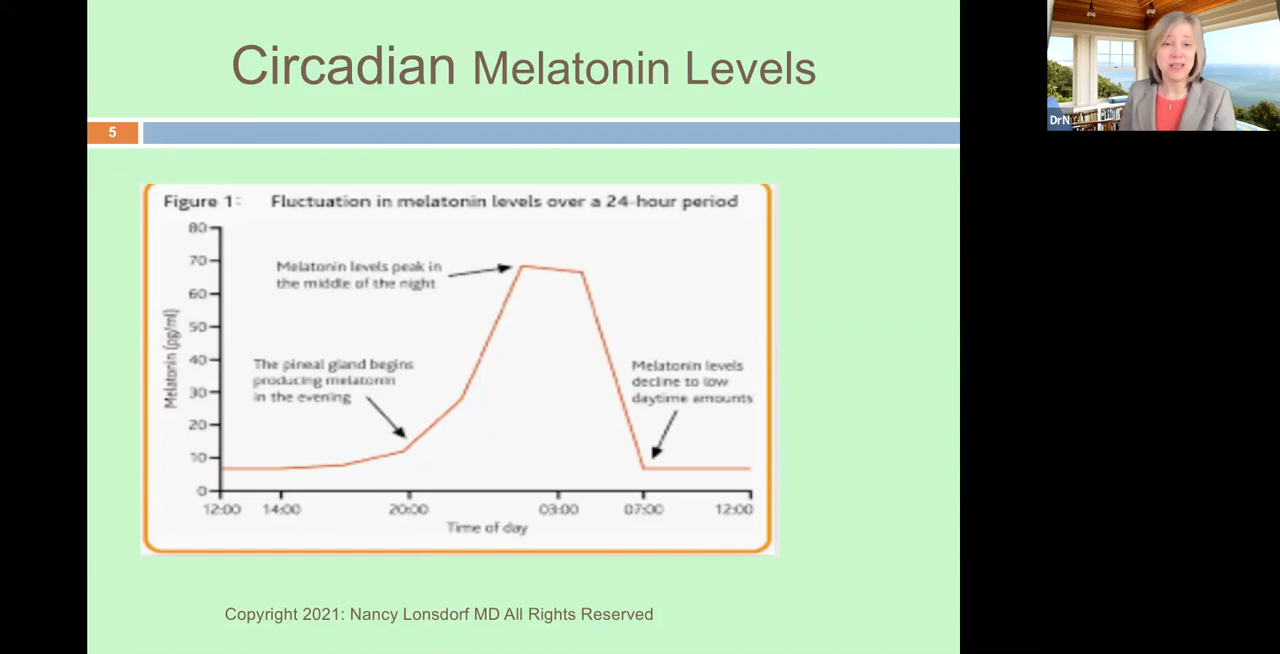 Circadian Melatonin Levels
5
Figure 1: Fluctuation in melatonin levels over a 24-hour period
80
70
60
50
40
30
20
10
0
Melatonin (pg/ml)
Melatonin levels peak in
the middle of the night
The pineal gland begins
producing melatonin
in the evening
Melatonin levels
decline to low
daytime amounts
12:00 14:00 20:00 03:00 07:00 12:00
Time of day
Copyright 2021: Nancy Lonsdorf MD All Rights Reserved
DrN